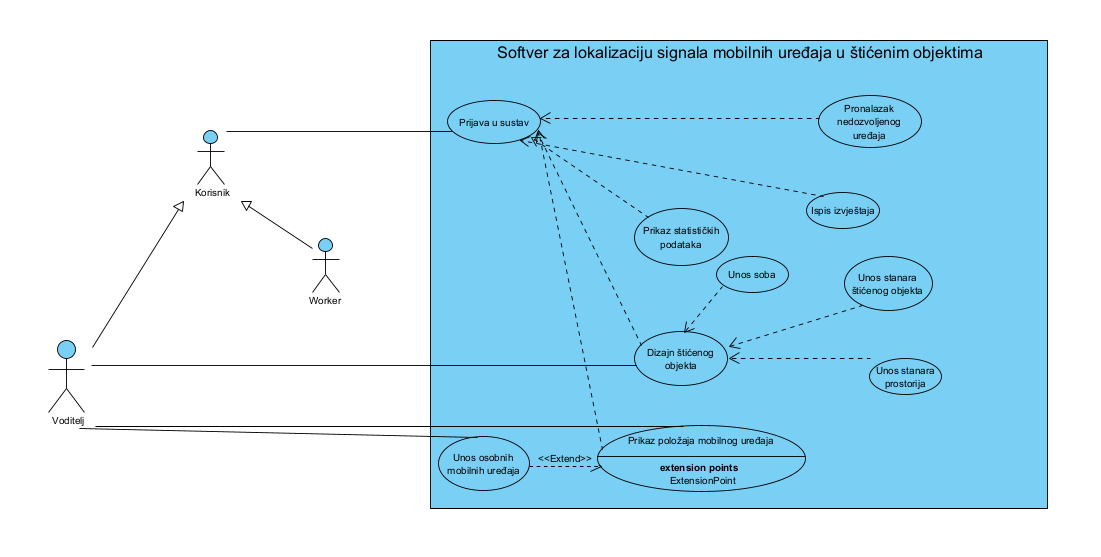 Softver za lokalizaciju signala mobilnih uređaja u štićenim objektima
Prijava u sustav
Pronalazak
nedozvoljenog
uređaja
Korisnik
Ispis izvještaja
Prikaz statističkih
podataka
Worker
Unos soba
Unos stanara
štićenog objekta
Dizajn štićenog
objekta
Unos stanara
prostorija
Voditelj
Prikaz položaja mobilnog uređaja
Unos osobnih
mobilnih uređaja
<<Extend>>
extension points
ExtensionPoint